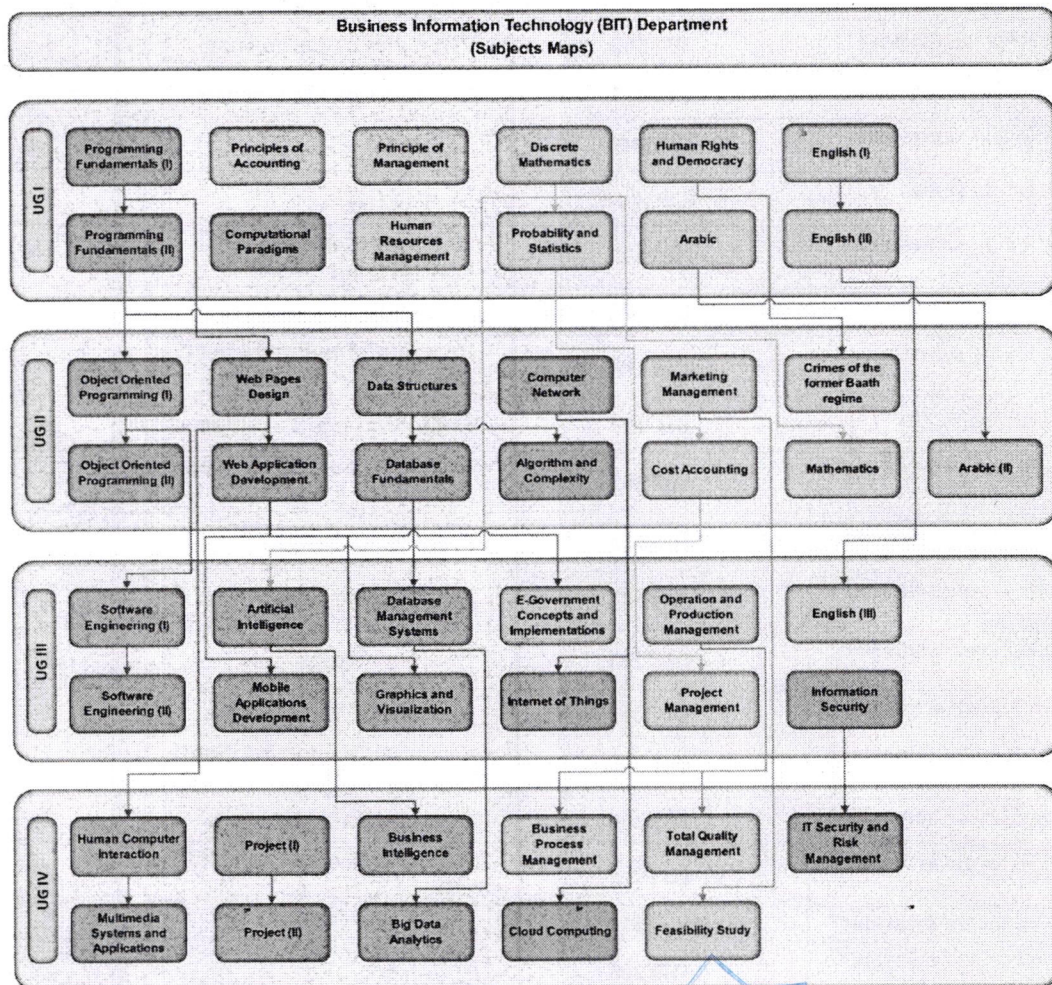 Business Information Technology (BIT) Department
(Subjects Maps)
UG I
Programming
Fundamentals (I)
Principles of
Accounting
Principle of
Management
Discrete
Mathematics
Human Rights
and Democracy
English (I)
Programming
Fundamentals (II)
Computational
Paradigms
Human
Resources
Management
Probability and
Statistics
Arabic
English (II)
UG II
Object Oriented
Programming (I)
Web Pages
Design
Data Structures
Computer
Network
Marketing
Management
Crimes of the
former Baath
regime
Object Oriented
Programming (II)
Web Application
Development
Database
Fundamentals
Algorithm and
Complexity
Cost Accounting
Mathematics
Arabic (II)
UG III
Software
Engineering (I)
Artificial
Intelligence
Database
Management
Systems
E-Government
Concepts and
Implementations
Operation and
Production
Management
English (III)
Software
Engineering (II)
Mobile
Applications
Development
Graphics and
Visualization
Internet of Things
Project
Management
Information
Security
UG IV
Human Computer
Interaction
Project (I)
Business
Intelligence
Business
Process
Management
Total Quality
Management
IT Security and
Risk
Management
Multimedia
Systems and
Applications
Project (II)
Big Data
Analytics
Cloud Computing
Feasibility Study